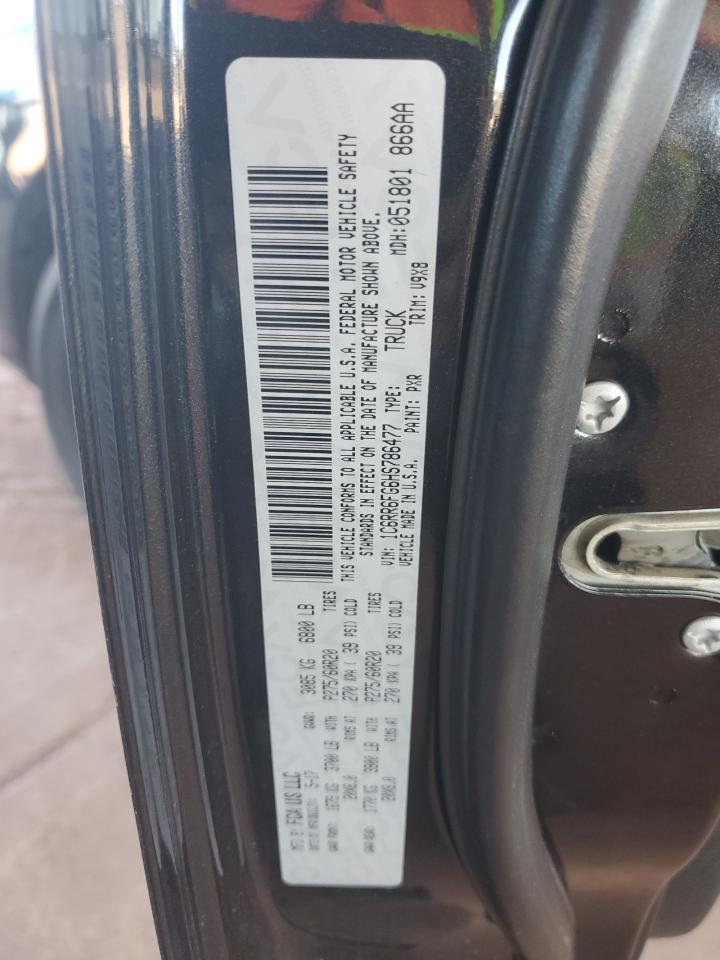 MFD BY: FCA US LLC
DATE OF MFR: 5-17 GVWR: 3085 KG 6800 LB
GAWR FRONT: 1675 KG 3700 LB WITH P275/60R20 TIRES
20X8.0 RIMS AT 270 KPA ( 39 PSI) COLD
GAWR REAR: 1770 KG 3900 LB WITH P275/60R20 TIRES
20X8.0 RIMS AT 270 KPA ( 39 PSI) COLD
THIS VEHICLE CONFORMS TO ALL APPLICABLE U.S.A. FEDERAL MOTOR VEHICLE SAFETY
STANDARDS IN EFFECT ON THE DATE OF MANUFACTURE SHOWN ABOVE.
VIN: 1C6RR6FG6HS786477 TYPE: TRUCK MDH:051801 866AA
VEHICLE MADE IN U.S.A. PAINT: PXR TRIM: V9X8